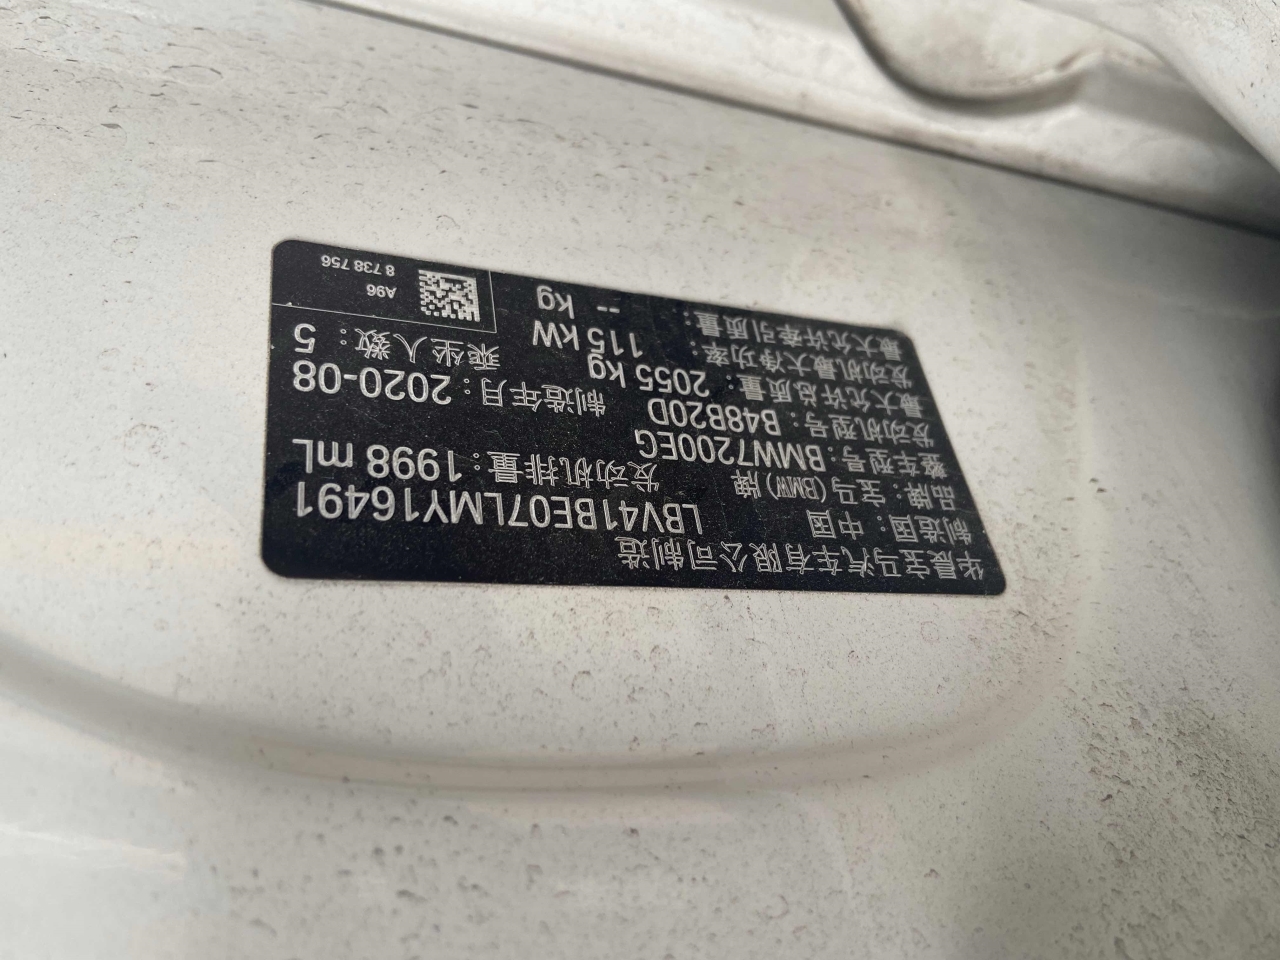 华晨宝马汽车有限公司制造
制造国：中国 LBV41BE07LMY16491
品牌：宝马(BMW)牌 发动机排量：1998 mL
整车型号：BMW7200EG
发动机型号：B48B20D 制造年月：2020-08
最大允许总质量：2055 kg 乘坐人数：5
发动机最大净功率：115 kW
最大允许牵引质量：-- kg
A96
8 738 756